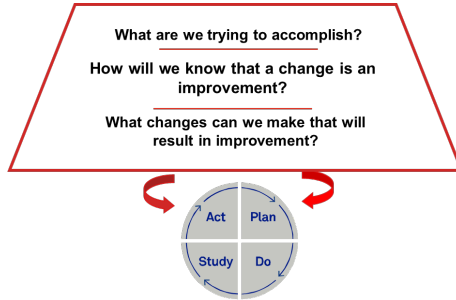 What are we trying to accomplish?
How will we know that a change is an
improvement?
What changes can we make that will
result in improvement?
Act
Plan
Study
Do